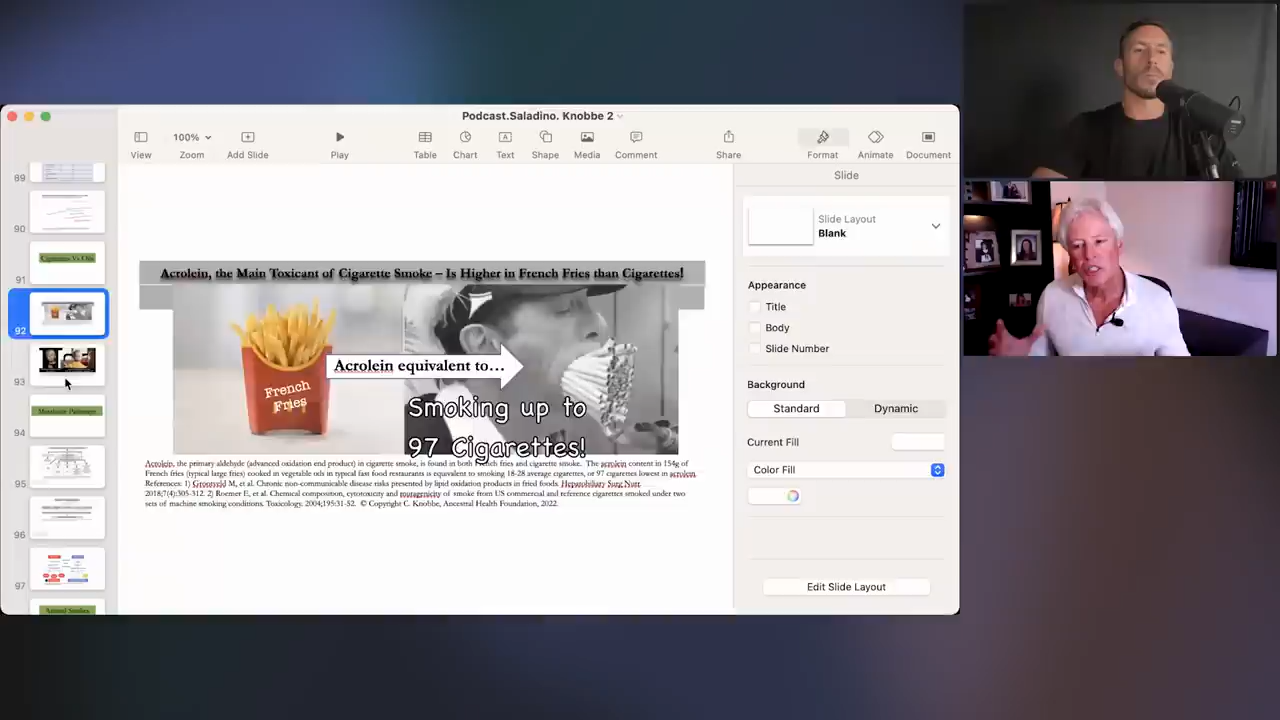 Podcast.Saladino. Knobbe 2
View
100%
Zoom
Add Slide
Play
Table
Chart
Text
Shape
Media
Comment
Share
Format
Animate
Document
89
90
91
Cigarettes Vs Oils
92
93
94
95
96
97
Animal Studies
Acrolein, the Main Toxicant of Cigarette Smoke – Is Higher in French Fries than Cigarettes!
French
Fries
Acrolein equivalent to…
Smoking up to
97 Cigarettes!
Acrolein, the primary aldehyde (advanced oxidation end product) in cigarette smoke, is found in both French fries and cigarette smoke. The acrolein content in 154g of
French fries (typical large fries) cooked in vegetable oils in typical fast food restaurants is equivalent to smoking 18-28 average cigarettes, or 97 cigarettes lowest in acrolein.
References: 1) Grootveld M, et al. Chronic non-communicable disease risks presented by lipid oxidation products in fried foods. Hepatobiliary Surg Nutr.
2018;7(4):305-312. 2) Roemer E, et al. Chemical composition, cytotoxicity and mutagenicity of smoke from US commercial and reference cigarettes smoked under two
sets of machine smoking conditions. Toxicology. 2004;195:31-52. © Copyright C. Knobbe, Ancestral Health Foundation, 2022.
Slide
Slide Layout
Blank
Appearance
Title
Body
Slide Number
Background
Standard
Dynamic
Current Fill
Color Fill
Edit Slide Layout